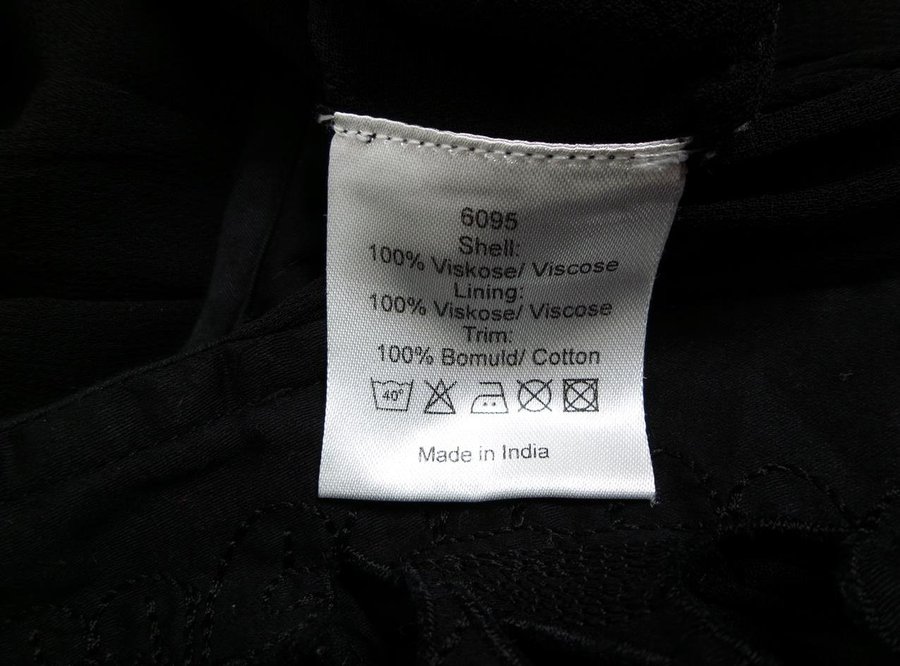 6095
Shell:
100% Viskose/ Viscose
Lining:
100% Viskose/ Viscose
Trim:
100% Bomuld/ Cotton
40°
Made in India